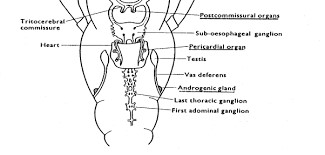 Tritocerebral
commissure
Heart
Postcommissural organs
Sub-oesophageal ganglion
Pericardial organ
Testis
Vas deferens
Androgenic gland
Last thoracic ganglion
First adominal ganglion